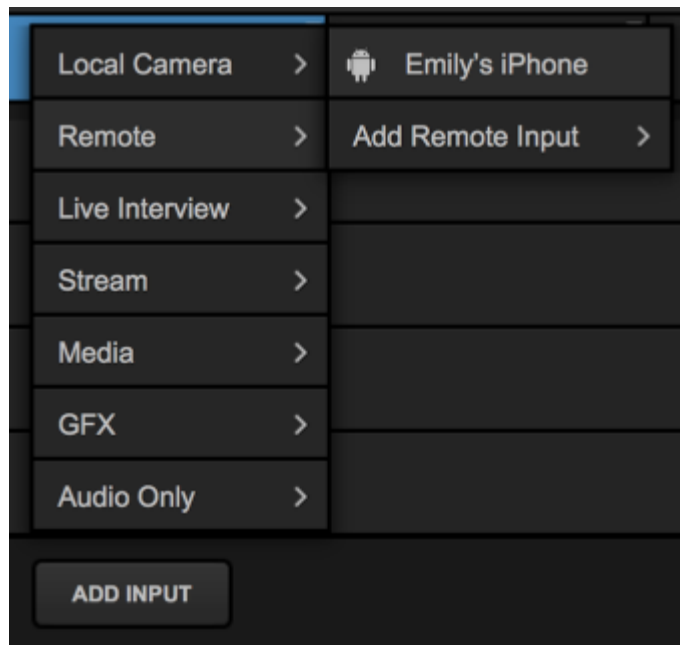 Local Camera
Emily's iPhone
Remote
Add Remote Input
Live Interview
Stream
Media
GFX
Audio Only
ADD INPUT